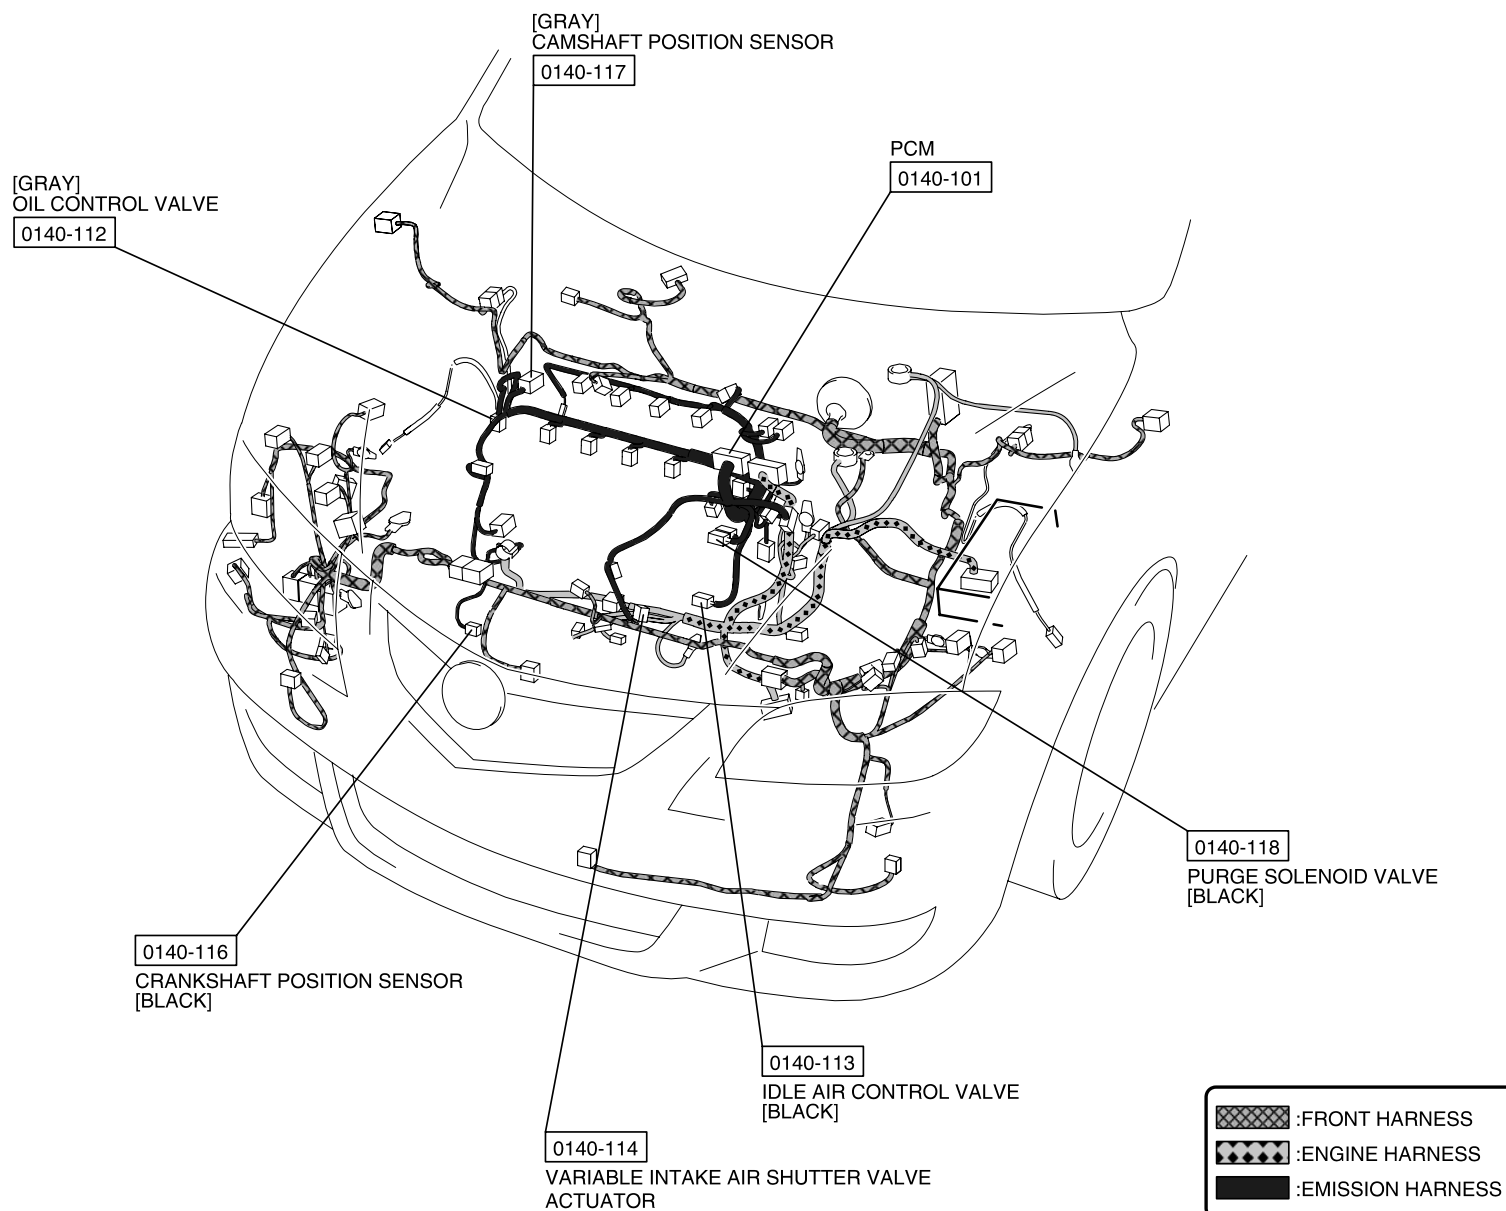 [GRAY]
CAMSHAFT POSITION SENSOR
0140-117
PCM
0140-101
[GRAY]
OIL CONTROL VALVE
0140-112
0140-118
PURGE SOLENOID VALVE
[BLACK]
0140-116
CRANKSHAFT POSITION SENSOR
[BLACK]
0140-113
IDLE AIR CONTROL VALVE
[BLACK]
0140-114
VARIABLE INTAKE AIR SHUTTER VALVE
ACTUATOR
:FRONT HARNESS
:ENGINE HARNESS
:EMISSION HARNESS